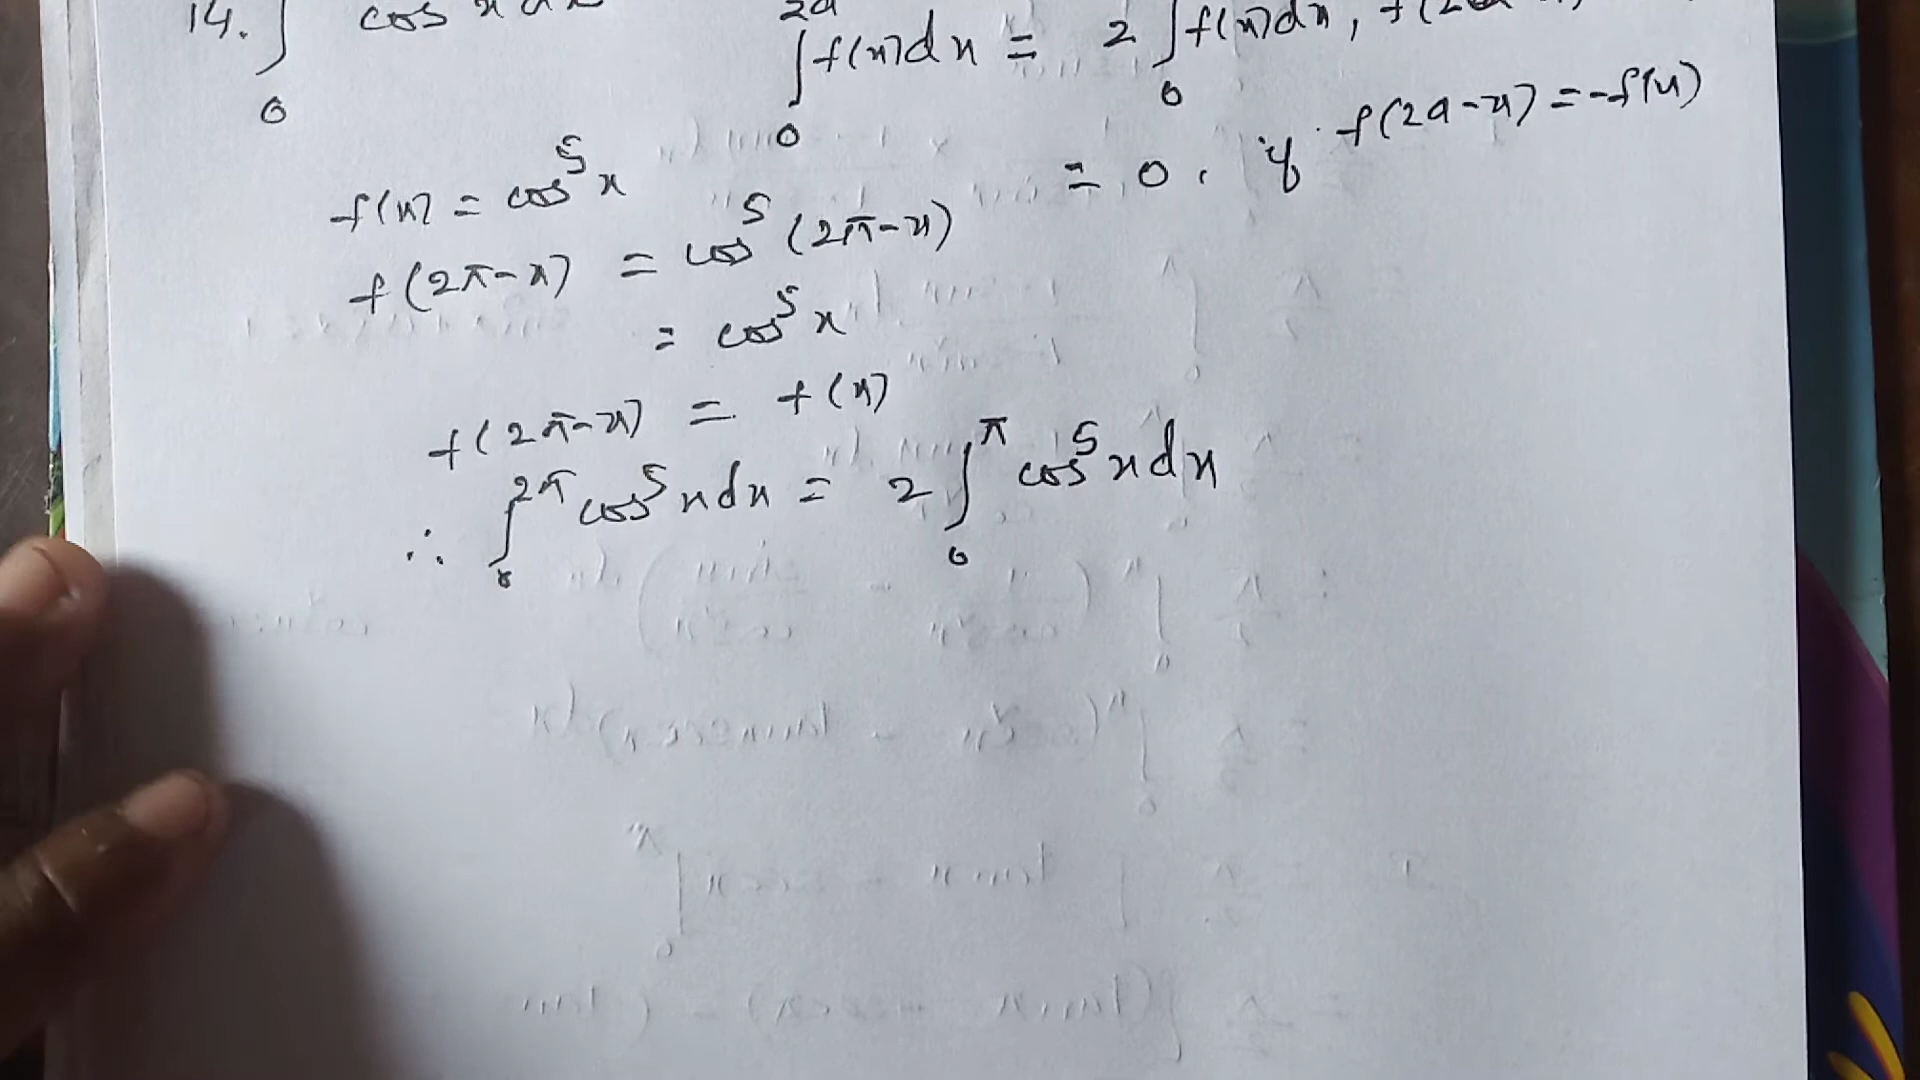 14. ∫₀ cos x dx
∫₀^2a f(x)dx = 2 ∫₀ f(x)dx,
= 0, if f(2a-x) = -f(x)
f(x) = cos⁵x
f(2π-x) = cos⁵(2π-x)
= cos⁵x
f(2π-x) = f(x)
∴ ∫₀^2π cos⁵x dx = 2 ∫₀^π cos⁵x dx